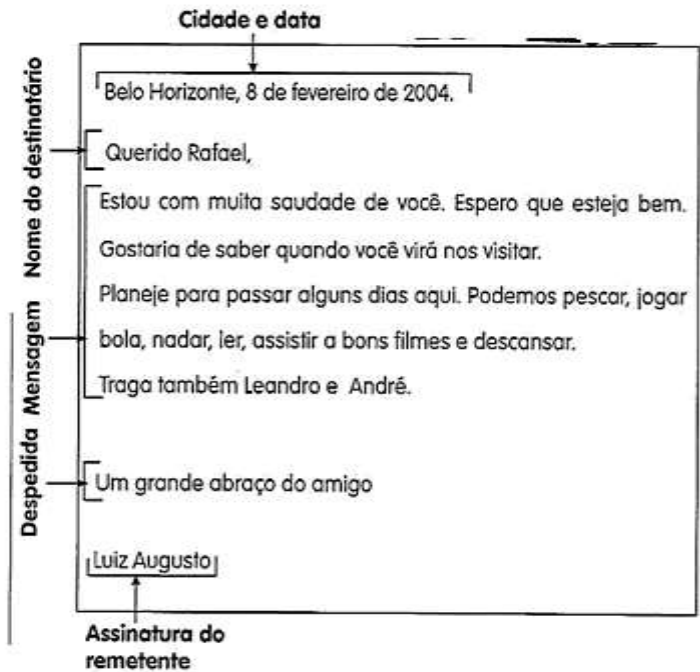 Cidade e data
Belo Horizonte, 8 de fevereiro de 2004.
Nome do destinatário
Querido Rafael,
Mensagem
Estou com muita saudade de você. Espero que esteja bem.
Gostaria de saber quando você virá nos visitar.
Planeje para passar alguns dias aqui. Podemos pescar, jogar
bola, nadar, ler, assistir a bons filmes e descansar.
Traga também Leandro e André.
Despedida
Um grande abraço do amigo
Luiz Augusto
Assinatura do
remetente